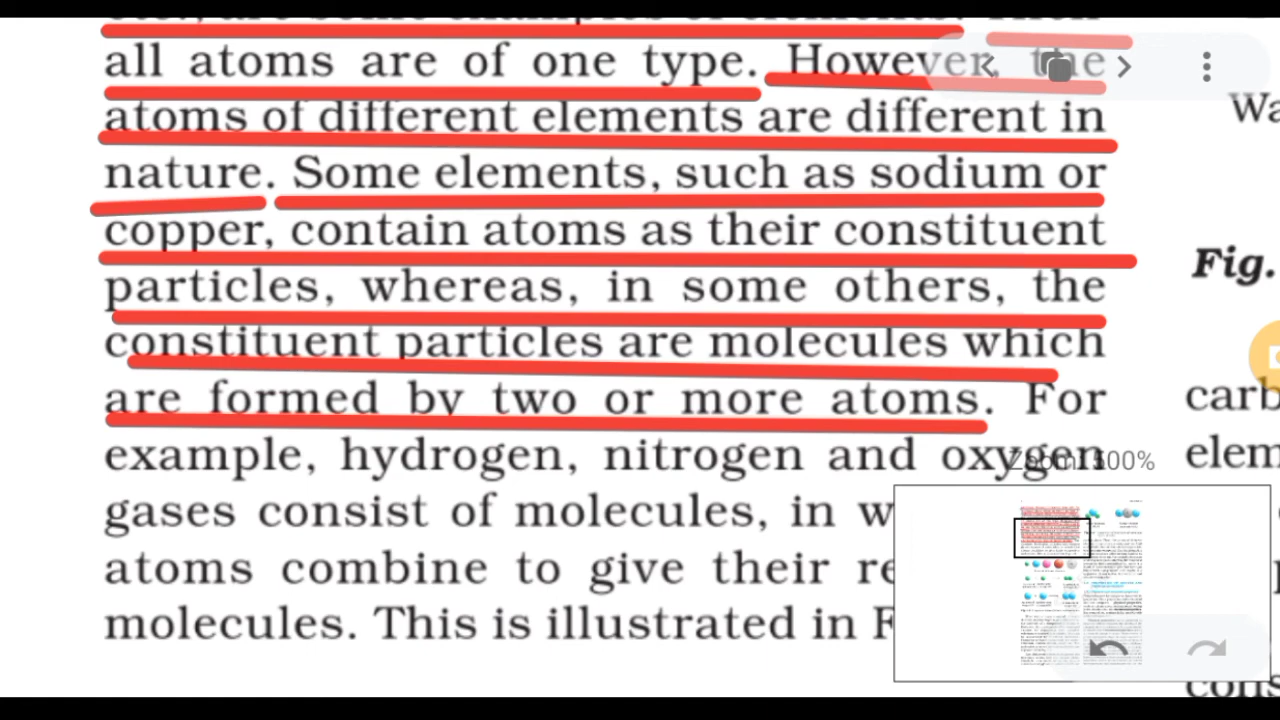 all atoms are of one type. However, the
atoms of different elements are different in
nature. Some elements, such as sodium or
copper, contain atoms as their constituent
particles, whereas, in some others, the
constituent particles are molecules which
are formed by two or more atoms. For
example, hydrogen, nitrogen and oxygen
gases consist of molecules, in
atoms combine to give their
molecules. This is illustrated in
Zoom: 500%
Fig.